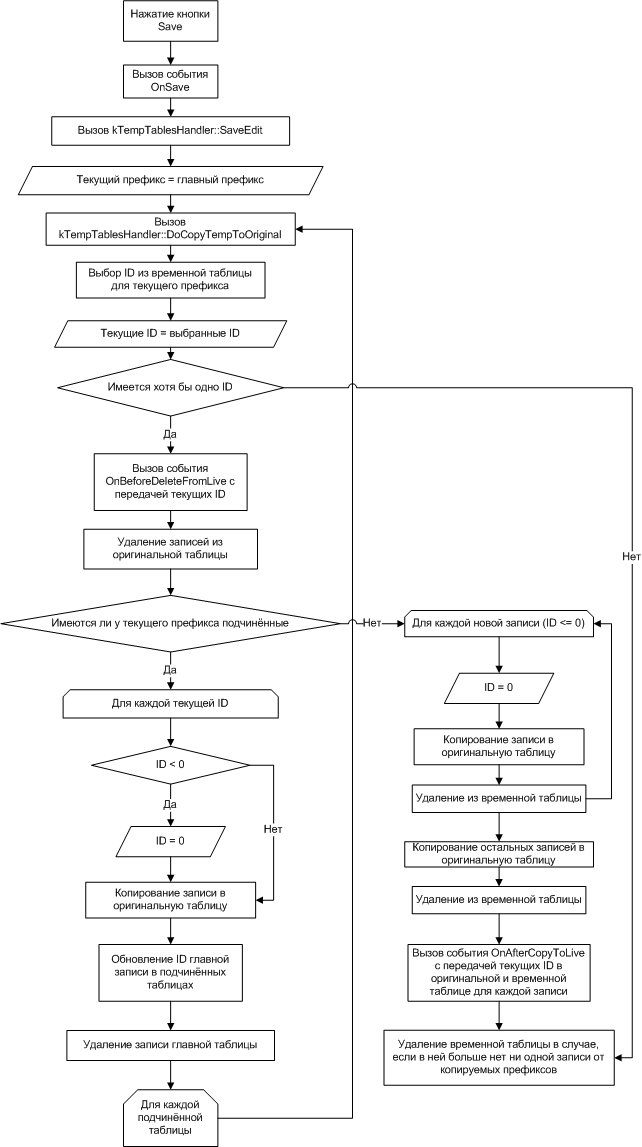 Нажатие кнопки
Save
Вызов события
OnSave
Вызов kTempTablesHandler::SaveEdit
Текущий префикс = главный префикс
Вызов
kTempTablesHandler::DoCopyTempToOriginal
Выбор ID из временной таблицы
для текущего префикса
Текущие ID = выбранные ID
Имеется хотя бы одно ID
Да
Нет
Вызов события
OnBeforeDeleteFromLive с
передачей текущих ID
Удаление записей из
оригинальной таблицы
Имеются ли у текущего префикса подчинённые
Нет
Да
Для каждой текущей ID
ID < 0
Да
Нет
ID = 0
Копирование записи в
оригинальную таблицу
Обновление ID главной
записи в подчинённых
таблицах
Удаление записи главной таблицы
Для каждой
подчинённой
таблицы
Для каждой новой записи (ID <= 0)
ID = 0
Копирование записи в
оригинальную таблицу
Удаление из временной таблицы
Копирование остальных записей в
оригинальную таблицу
Удаление из временной таблицы
Вызов события OnAfterCopyToLive
с передачей текущих ID в
оригинальной и временной
таблице для каждой записи
Удаление временной таблицы в случае,
если в ней больше нет ни одной записи от
копируемых префиксов